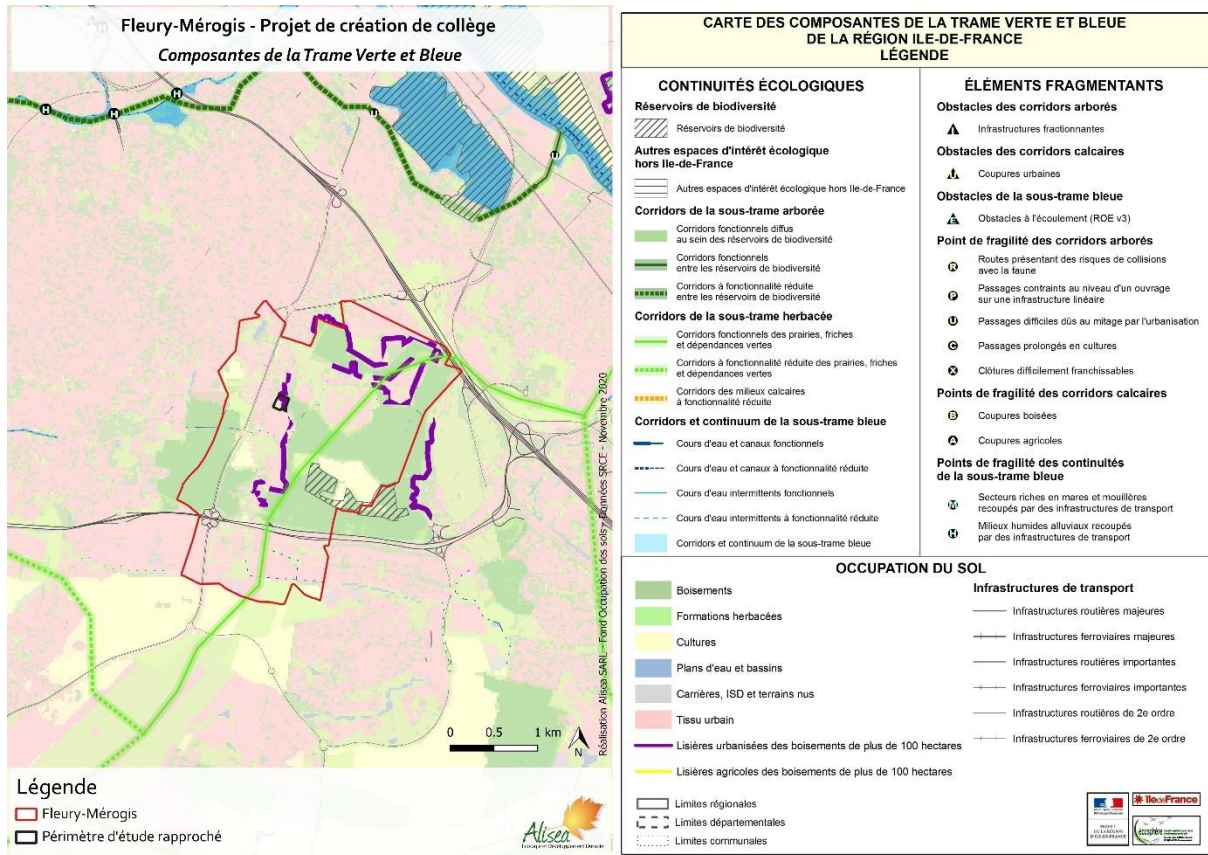 Fleury-Mérogis - Projet de création de collège
Composantes de la Trame Verte et Bleue
H
H
H
U
U
Réalisation Alisea SARL - Fond Occupation des sols - Données SRCE - Novembre 2020
0 0.5 1 km
N
Légende
Fleury-Mérogis
Périmètre d'étude rapproché
Alisea
CARTE DES COMPOSANTES DE LA TRAME VERTE ET BLEUE
DE LA RÉGION ILE-DE-FRANCE
LÉGENDE
CONTINUITÉS ÉCOLOGIQUES
Réservoirs de biodiversité
Réservoirs de biodiversité
Autres espaces d'intérêt écologique
hors Ile-de-France
Autres espaces d'intérêt écologique hors Ile-de-France
Corridors de la sous-trame arborée
Corridors fonctionnels diffus
au sein des réservoirs de biodiversité
Corridors fonctionnels
entre les réservoirs de biodiversité
Corridors à fonctionnalité réduite
entre les réservoirs de biodiversité
Corridors de la sous-trame herbacée
Corridors fonctionnels des prairies, friches
et dépendances vertes
Corridors à fonctionnalité réduite des prairies, friches
et dépendances vertes
Corridors des milieux calcaires
à fonctionnalité réduite
Corridors et continuum de la sous-trame bleue
Cours d'eau et canaux fonctionnels
Cours d'eau et canaux à fonctionnalité réduite
Cours d'eau intermittents fonctionnels
Cours d'eau intermittents à fonctionnalité réduite
Corridors et continuum de la sous-trame bleue
ÉLÉMENTS FRAGMENTANTS
Obstacles des corridors arborés
Infrastructures fractionnantes
Obstacles des corridors calcaires
Coupures urbaines
Obstacles de la sous-trame bleue
Obstacles à l'écoulement (ROE v3)
Point de fragilité des corridors arborés
R Routes présentant des risques de collisions
avec la faune
P Passages contraints au niveau d'un ouvrage
sur une infrastructure linéaire
U Passages difficiles dûs au mitage par l'urbanisation
C Passages prolongés en cultures
X Clôtures difficilement franchissables
Points de fragilité des corridors calcaires
B Coupures boisées
A Coupures agricoles
Points de fragilité des continuités
de la sous-trame bleue
M Secteurs riches en mares et mouillères
recoupés par des infrastructures de transport
H Milieux humides alluviaux recoupés
par des infrastructures de transport
OCCUPATION DU SOL
Boisements
Formations herbacées
Cultures
Plans d'eau et bassins
Carrières, ISD et terrains nus
Tissu urbain
Lisières urbanisées des boisements de plus de 100 hectares
Lisières agricoles des boisements de plus de 100 hectares
Limites régionales
Limites départementales
Limites communales
Infrastructures de transport
Infrastructures routières majeures
Infrastructures ferroviaires majeures
Infrastructures routières importantes
Infrastructures ferroviaires importantes
Infrastructures routières de 2e ordre
Infrastructures ferroviaires de 2e ordre
PRÉFET
DE LA RÉGION
D'ILE-DE-FRANCE
île de France
écosphère